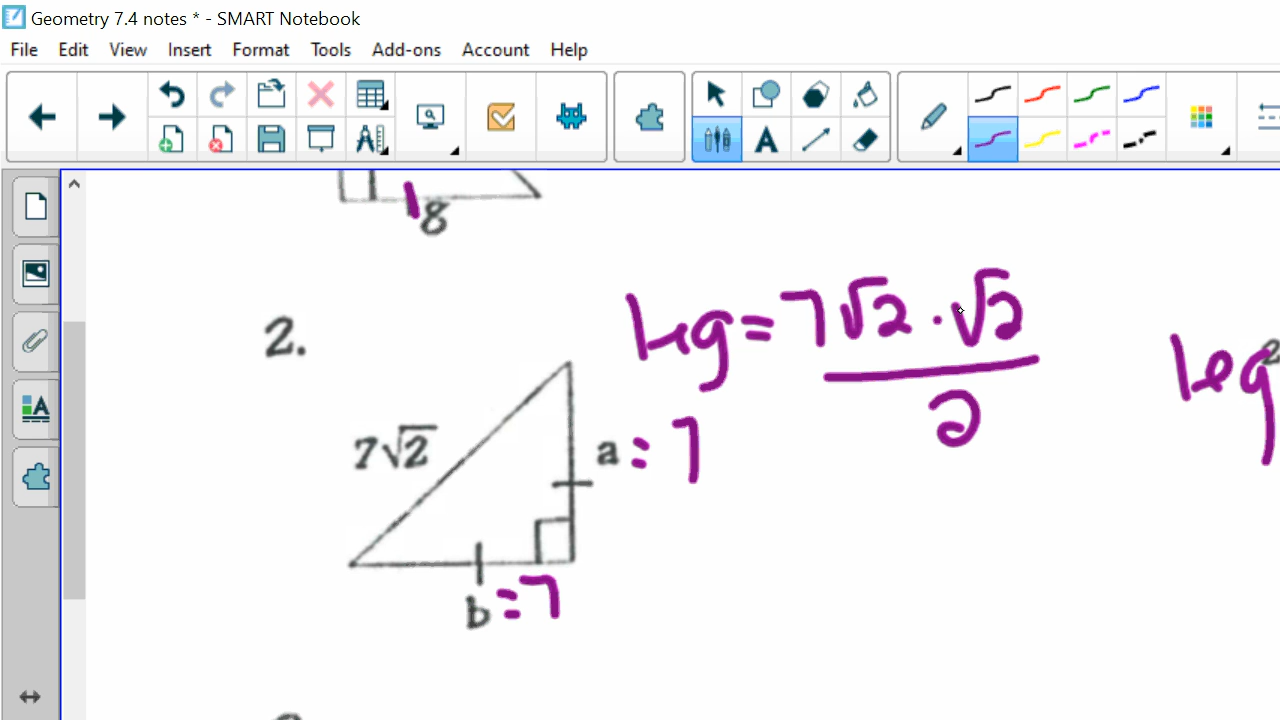 Geometry 7.4 notes * - SMART Notebook
File Edit View Insert Format Tools Add-ons Account Help
8
2.
leg = 7√2 · √2
2
leg
7√2
a = 7
b = 7